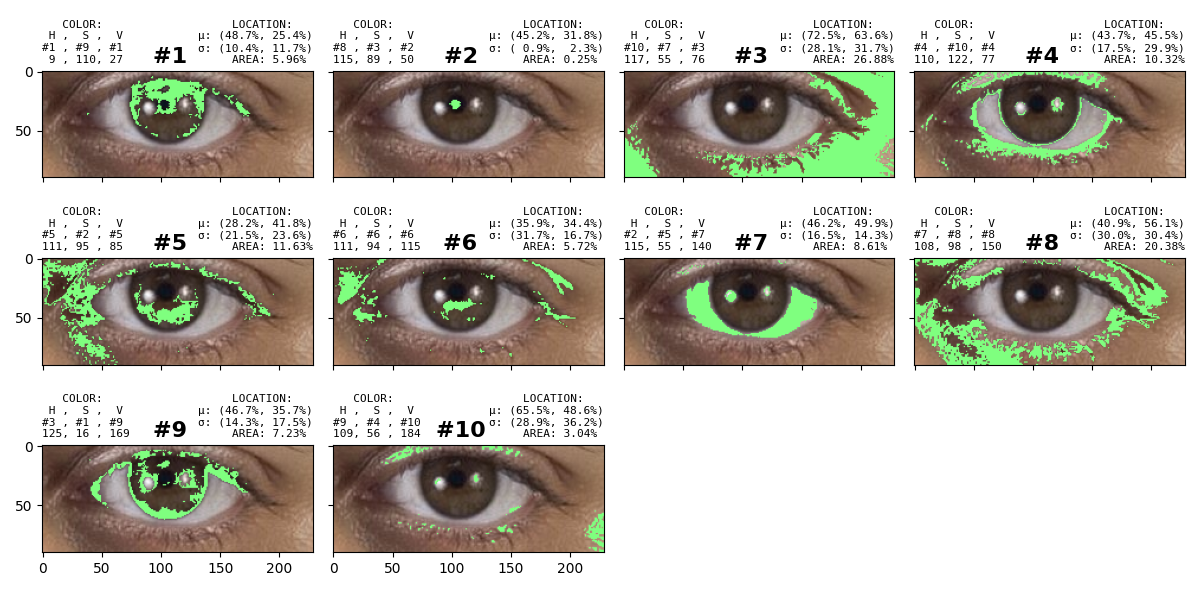 COLOR: LOCATION:
H , S , V μ: (48.7%, 25.4%)
#1 , #9 , #1 σ: (10.4%, 11.7%)
9 , 110, 27 #1 AREA: 5.96%
COLOR: LOCATION:
H , S , V μ: (45.2%, 31.8%)
#8 , #3 , #2 σ: ( 0.9%, 2.3%)
115, 89 , 50 #2 AREA: 0.25%
COLOR: LOCATION:
H , S , V μ: (72.5%, 63.6%)
#10, #7 , #3 σ: (28.1%, 31.7%)
117, 55 , 76 #3 AREA: 26.88%
COLOR: LOCATION:
H , S , V μ: (43.7%, 45.5%)
#4 , #10, #4 σ: (17.5%, 29.9%)
110, 122, 77 #4 AREA: 10.32%
0
50
COLOR: LOCATION:
H , S , V μ: (28.2%, 41.8%)
#5 , #2 , #5 σ: (21.5%, 23.6%)
111, 95 , 85 #5 AREA: 11.63%
COLOR: LOCATION:
H , S , V μ: (35.9%, 34.4%)
#6 , #6 , #6 σ: (31.7%, 16.7%)
111, 94 , 115 #6 AREA: 5.72%
COLOR: LOCATION:
H , S , V μ: (46.2%, 49.9%)
#2 , #5 , #7 σ: (16.5%, 14.3%)
115, 55 , 140 #7 AREA: 8.61%
COLOR: LOCATION:
H , S , V μ: (40.9%, 56.1%)
#7 , #8 , #8 σ: (30.0%, 30.4%)
108, 98 , 150 #8 AREA: 20.38%
0
50
COLOR: LOCATION:
H , S , V μ: (46.7%, 35.7%)
#3 , #1 , #9 σ: (14.3%, 17.5%)
125, 16 , 169 #9 AREA: 7.23%
COLOR: LOCATION:
H , S , V μ: (65.5%, 48.6%)
#9 , #4 , #10 σ: (28.9%, 36.2%)
109, 56 , 184 #10 AREA: 3.04%
0
50
0 50 100 150 200
0 50 100 150 200